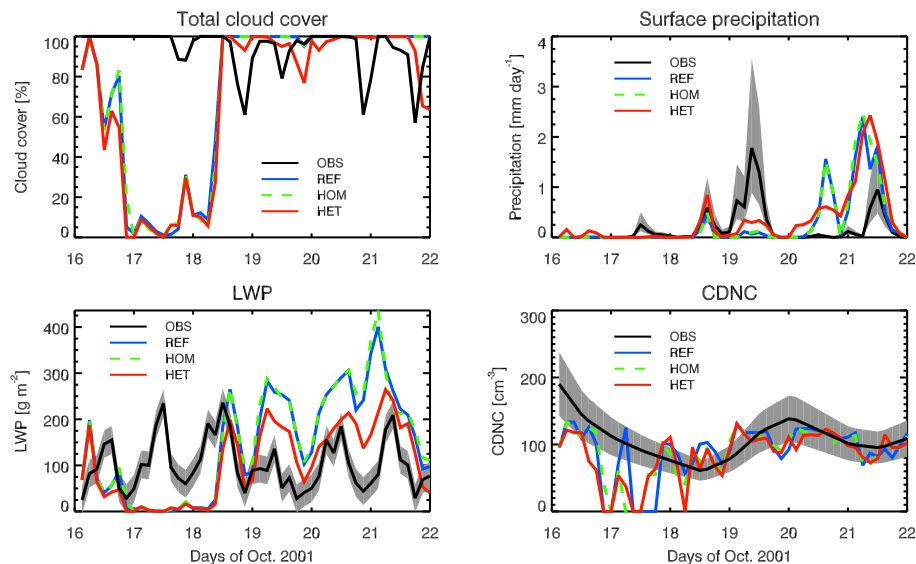 Total cloud cover
Cloud cover [%]
100
80
60
40
20
0
OBS
REF
HOM
HET
16 17 18 19 20 21 22
Surface precipitation
Precipitation [mm day⁻¹]
4
3
2
1
0
OBS
REF
HOM
HET
16 17 18 19 20 21 22
LWP
LWP [g m⁻²]
400
300
200
100
0
OBS
REF
HOM
HET
16 17 18 19 20 21 22
Days of Oct. 2001
CDNC
CDNC [cm⁻³]
300
200
100
0
OBS
REF
HOM
HET
16 17 18 19 20 21 22
Days of Oct. 2001